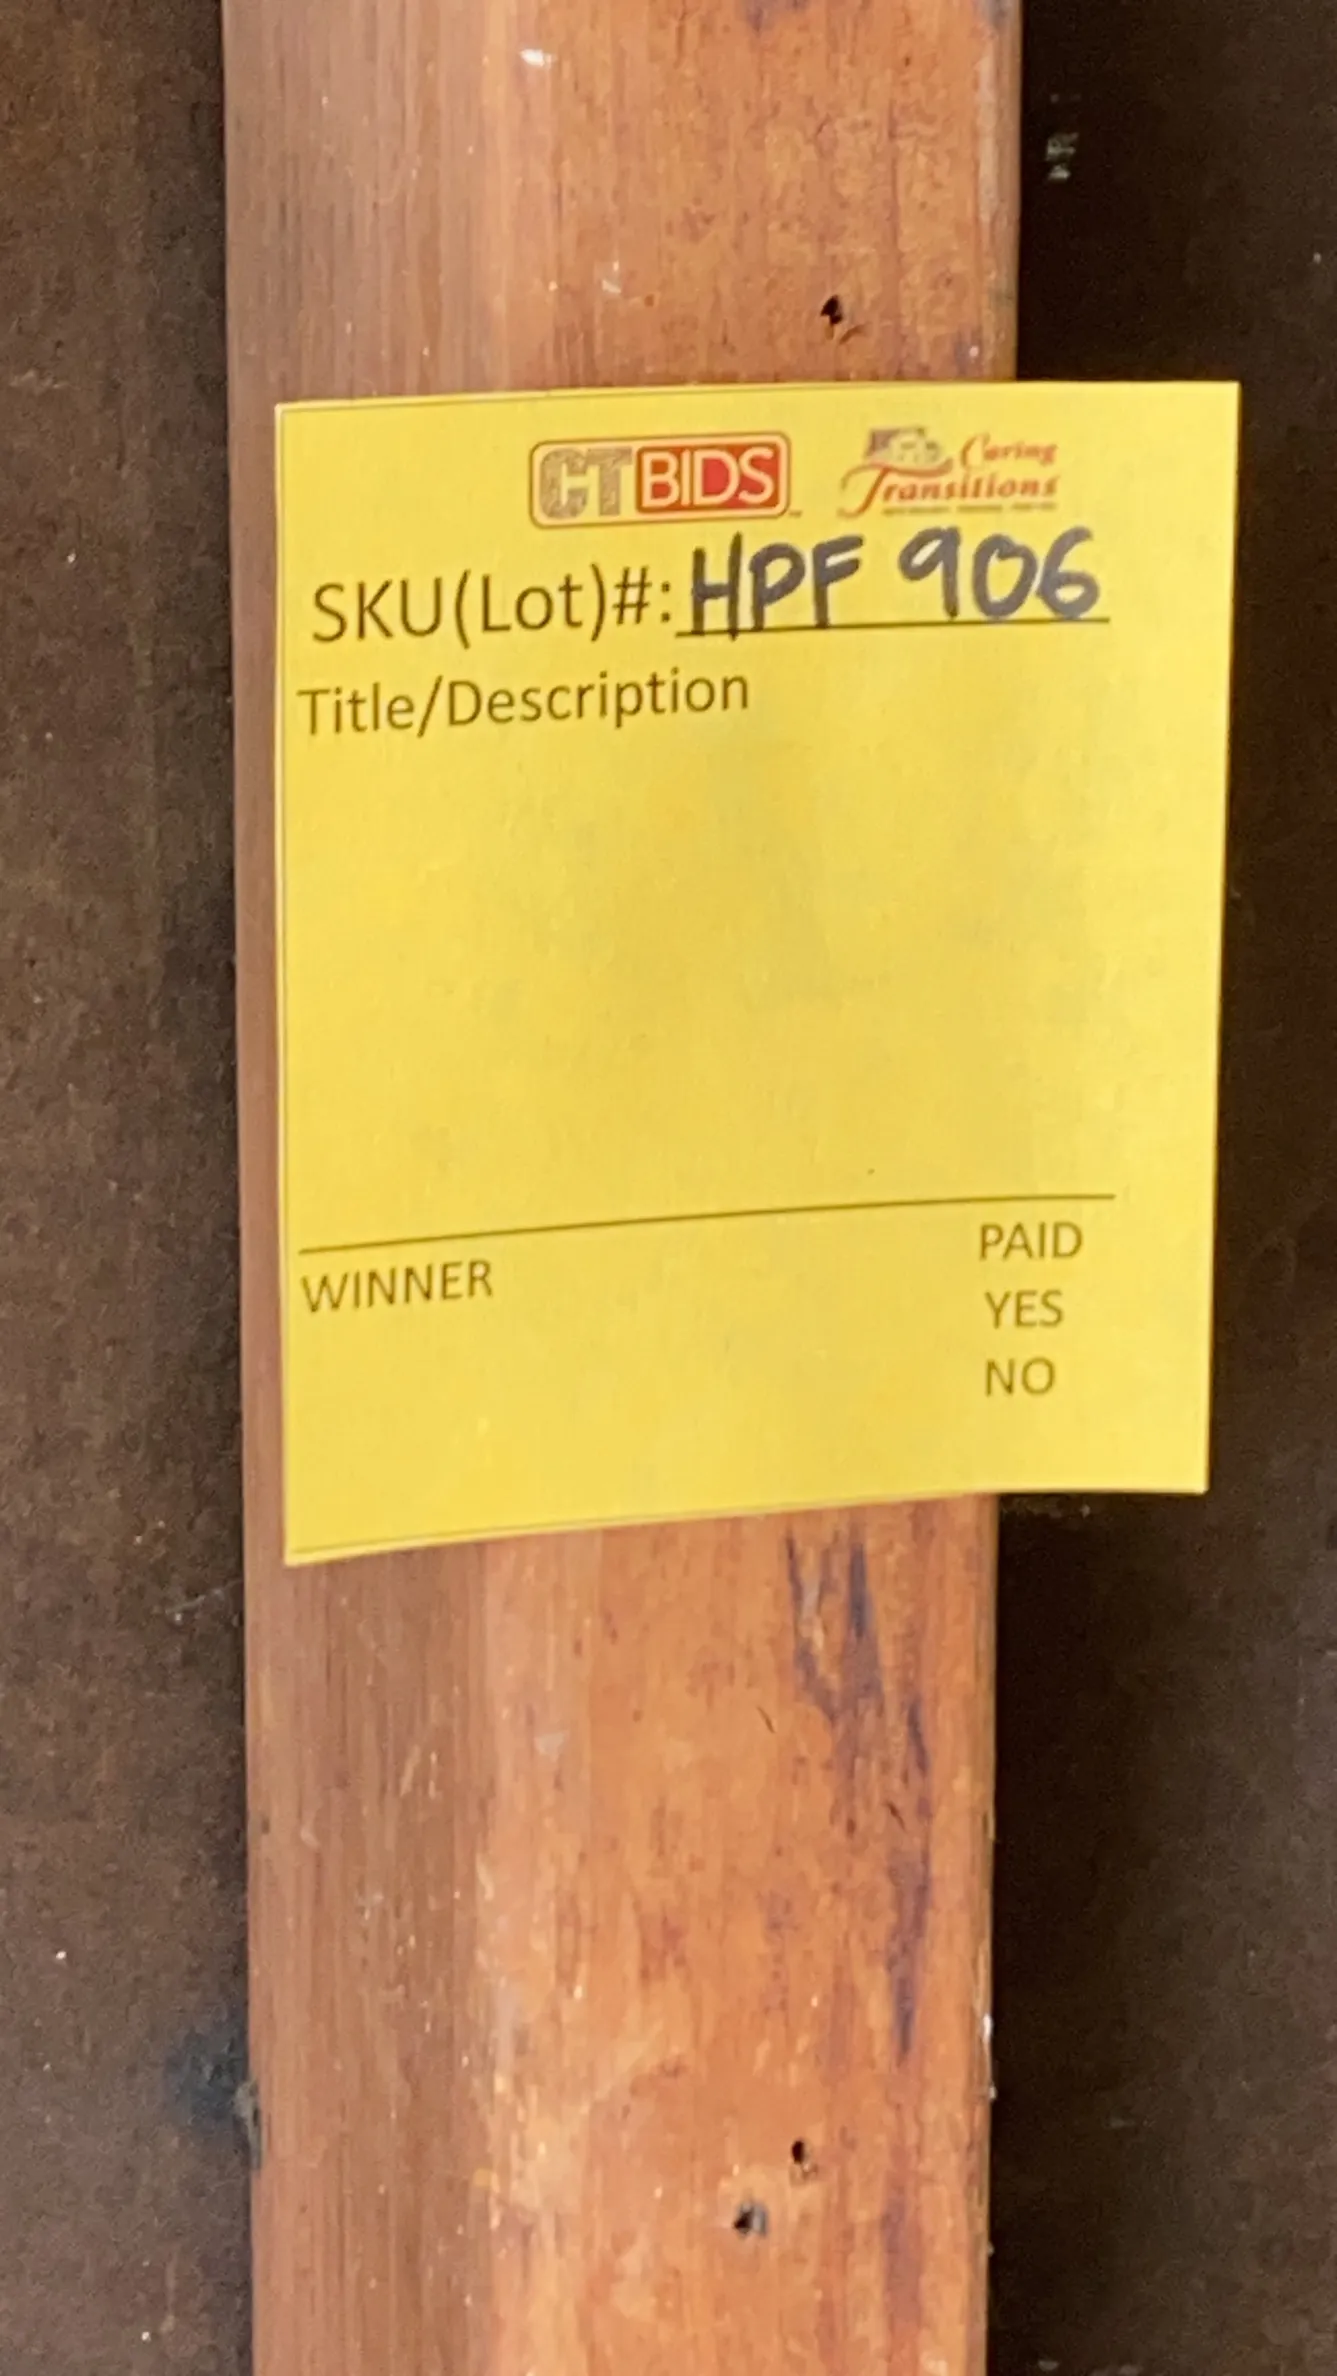 CTBIDS
Caring
Transitions
SKU(Lot)#: HPF 906
Title/Description
WINNER
PAID
YES
NO